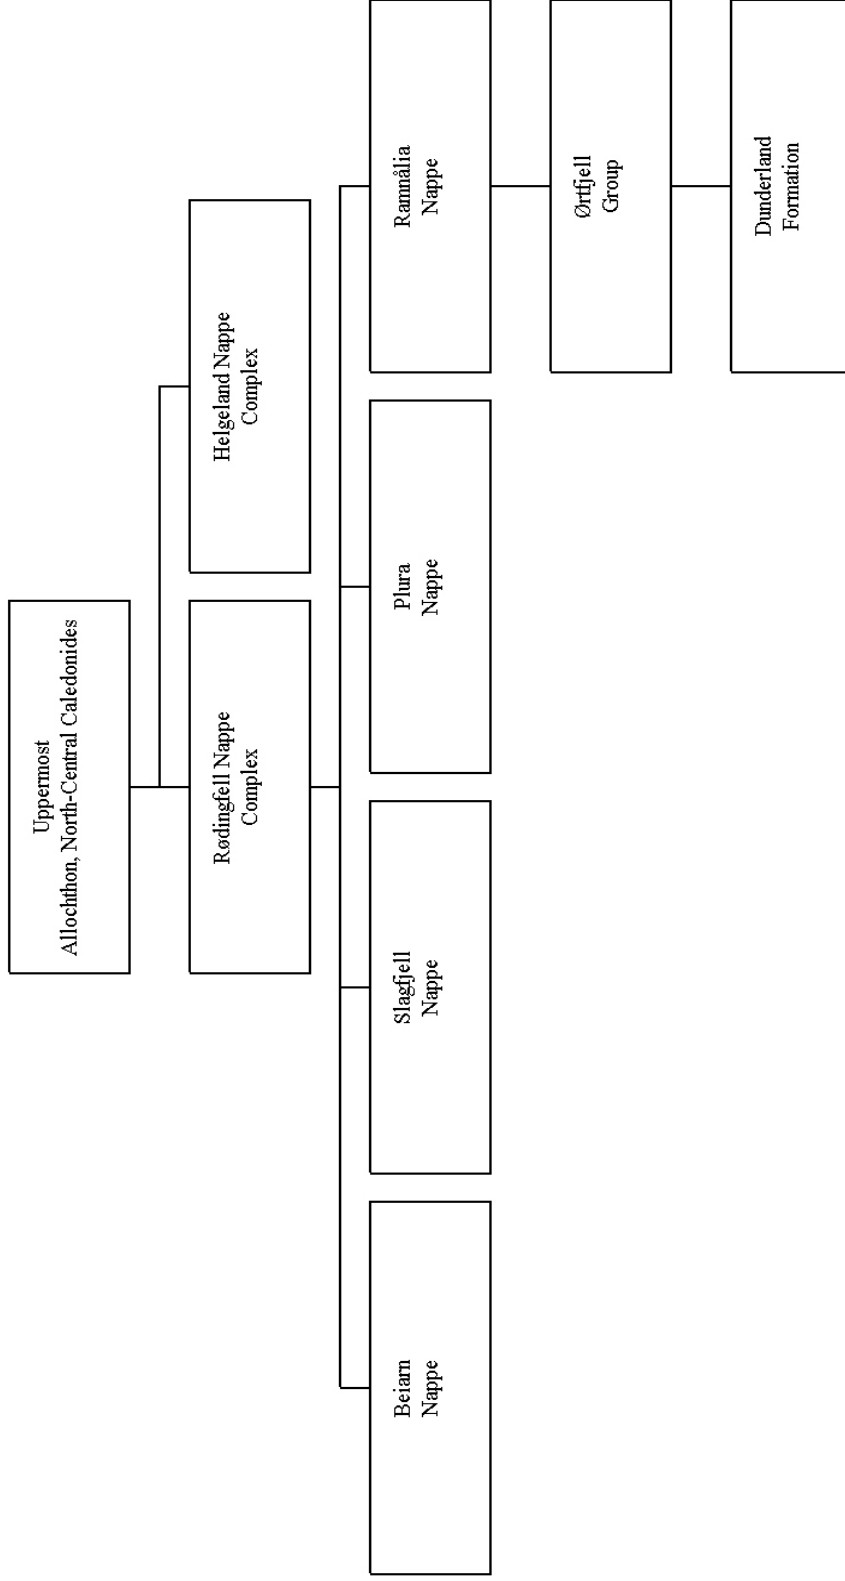 Uppermost
Allochthon, North-Central Caledonides
Rødingfell Nappe
Complex
Helgeland Nappe
Complex
Beiarn
Nappe
Slagfjell
Nappe
Plura
Nappe
Ramnålia
Nappe
Ørtfjell
Group
Dunderland
Formation